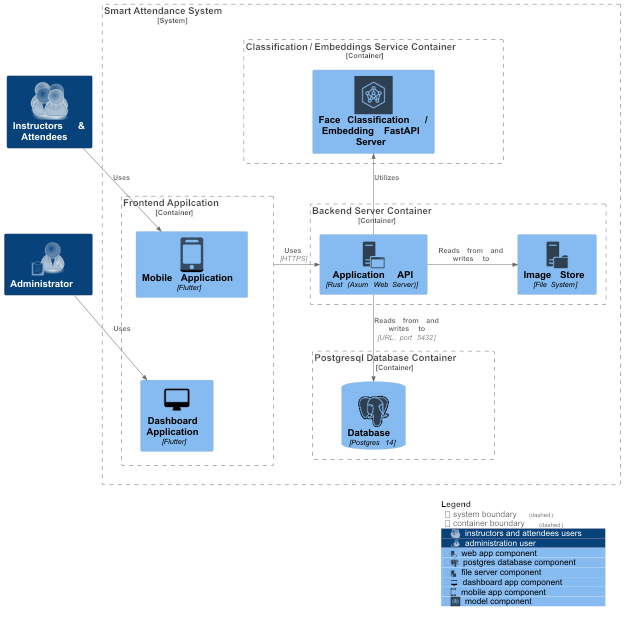 Smart Attendance System
[System]
Classification / Embeddings Service Container
[Container]
Face Classification /
Embedding FastAPI
Server
Instructors &
Attendees
Uses
Utilizes
Frontend Appilcation
[Container]
Backend Server Container
[Container]
Mobile Application
[Flutter]
Uses
[HTTPS]
Application API
[Rust (Axum Web Server)]
Reads from and
writes to
Image Store
[File System]
Administrator
Uses
Reads from and
writes to
[URL, port 5432]
Postgresql Database Container
[Container]
Dashboard
Application
[Flutter]
Database
[Postgres 14]
Legend
system boundary (dashed)
container boundary (dashed)
instructors and attendees users
administration user
web app component
postgres database component
file server component
dashboard app component
mobile app component
model component